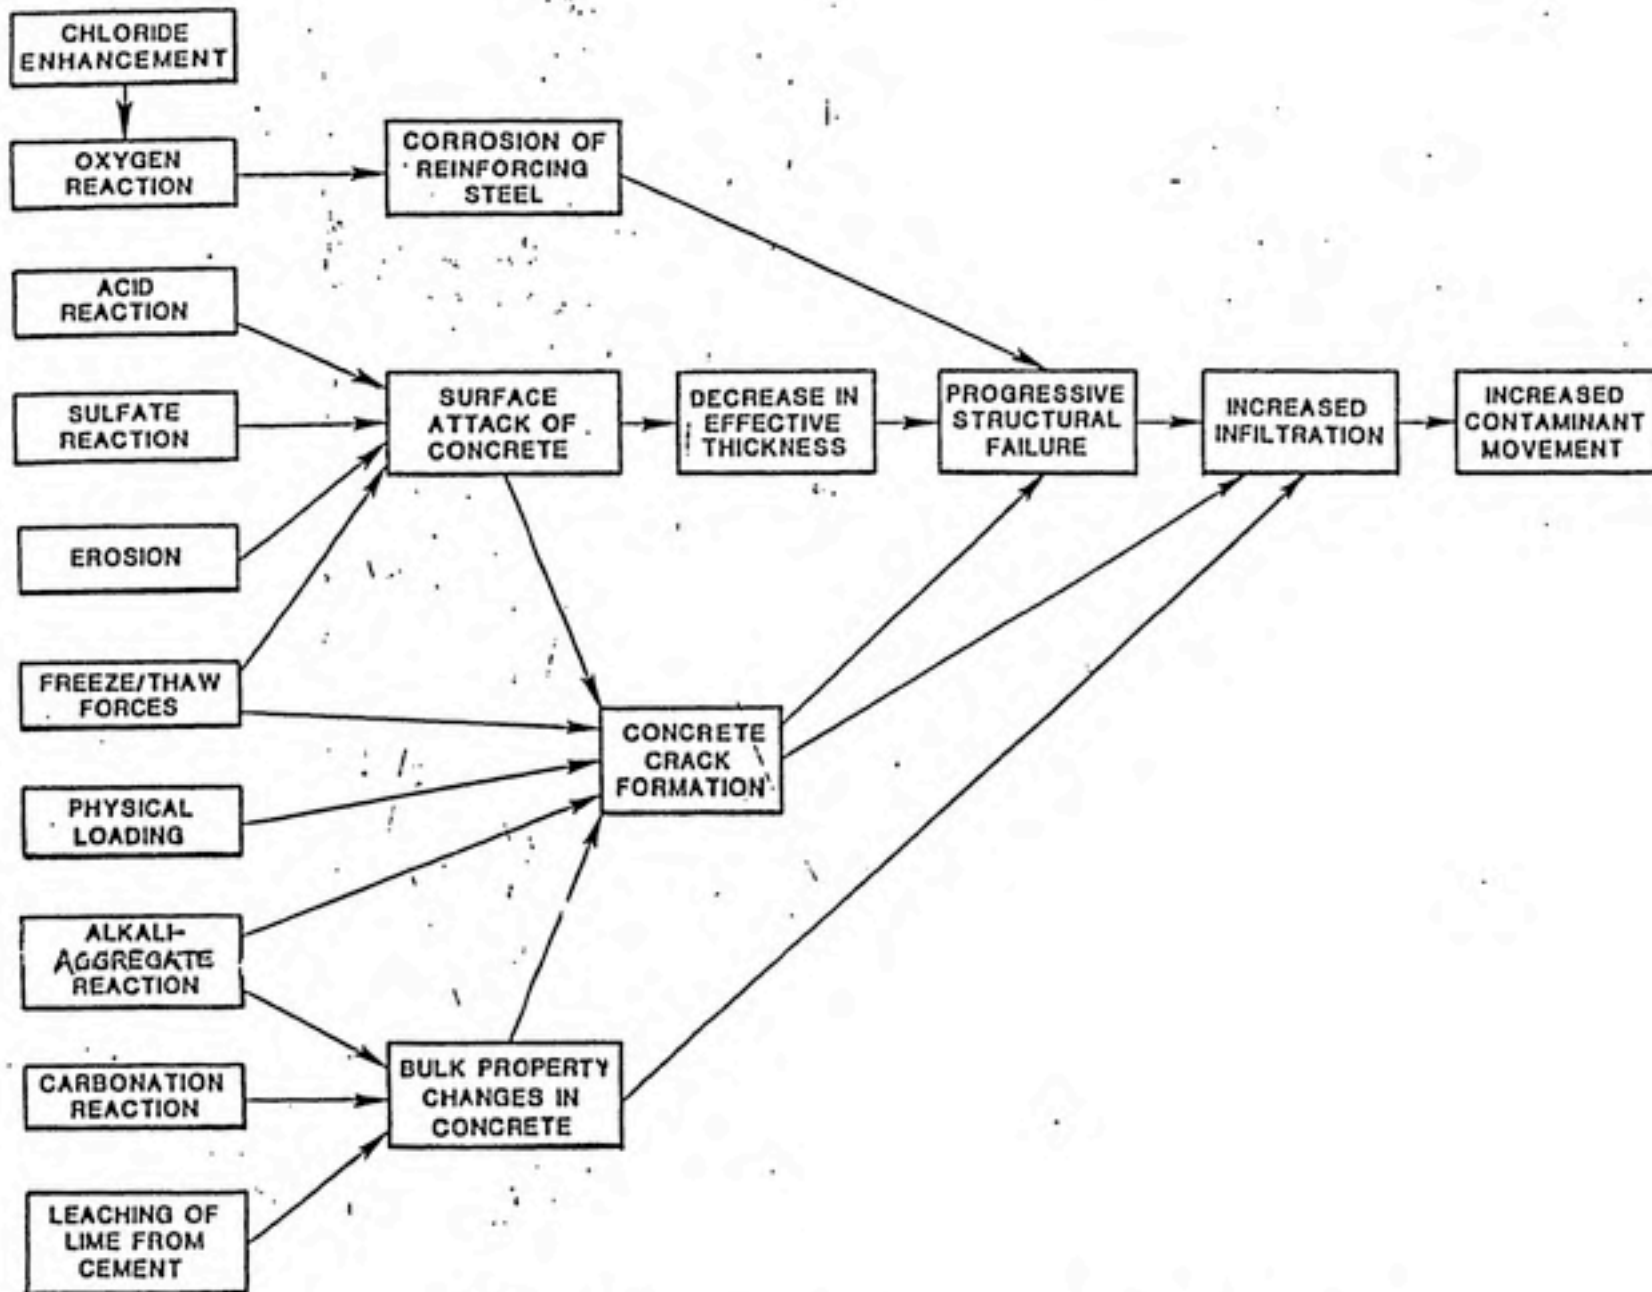 CHLORIDE
ENHANCEMENT
OXYGEN
REACTION
CORROSION OF
REINFORCING
STEEL
ACID
REACTION
SULFATE
REACTION
SURFACE
ATTACK OF
CONCRETE
DECREASE IN
EFFECTIVE
THICKNESS
PROGRESSIVE
STRUCTURAL
FAILURE
INCREASED
INFILTRATION
INCREASED
CONTAMINANT
MOVEMENT
EROSION
FREEZE/THAW
FORCES
CONCRETE
CRACK
FORMATION
PHYSICAL
LOADING
ALKALI-
AGGREGATE
REACTION
CARBONATION
REACTION
BULK PROPERTY
CHANGES IN
CONCRETE
LEACHING OF
LIME FROM
CEMENT